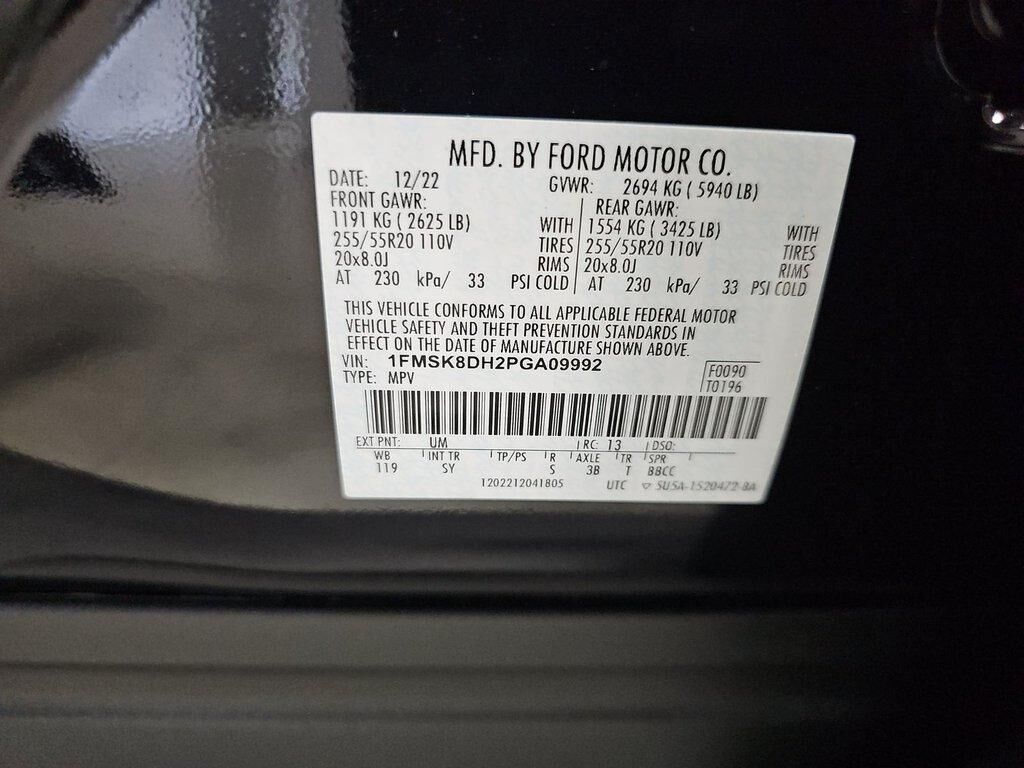 MFD. BY FORD MOTOR CO.
DATE: 12/22 GVWR: 2694 KG ( 5940 LB)
FRONT GAWR: REAR GAWR:
1191 KG ( 2625 LB) WITH 1554 KG ( 3425 LB) WITH
255/55R20 110V TIRES 255/55R20 110V TIRES
20x8.0J RIMS 20x8.0J RIMS
AT 230 kPa/ 33 PSI COLD AT 230 kPa/ 33 PSI COLD
THIS VEHICLE CONFORMS TO ALL APPLICABLE FEDERAL MOTOR
VEHICLE SAFETY AND THEFT PREVENTION STANDARDS IN
EFFECT ON THE DATE OF MANUFACTURE SHOWN ABOVE.
VIN: 1FMSK8DH2PGA09992
TYPE: MPV
F0090
T0196
EXT PNT: UM RC: 13 DSO:
WB INT TR TP/PS R AXLE TR SPR
119 SY S 3B T BBCC
1202212041805 UTC ▽ SU5A-1520472-BA